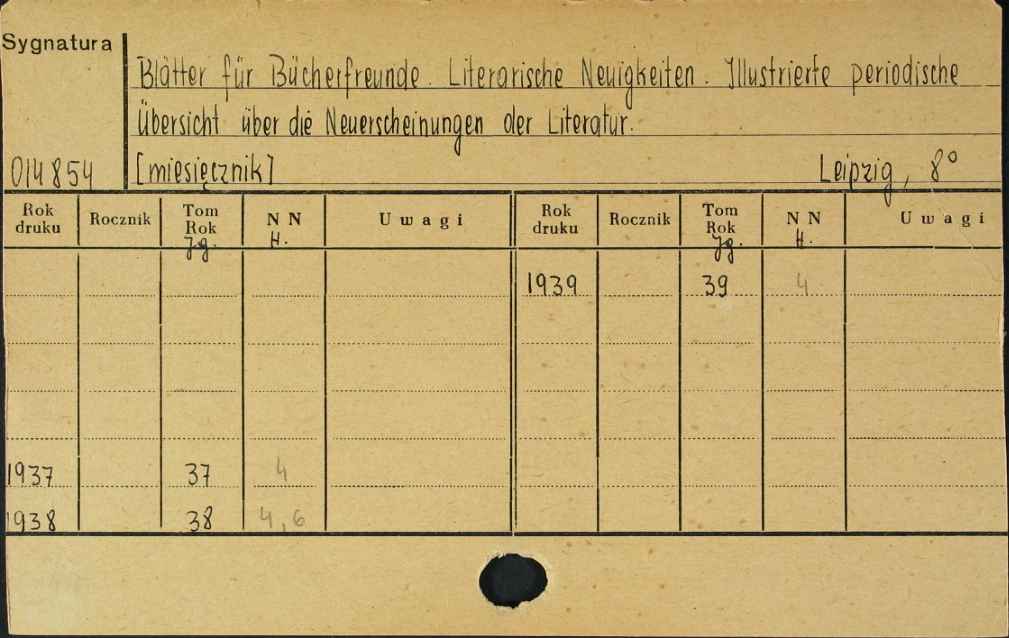 Sygnatura
Blätter für Bücherfreunde. Literarische Neuigkeiten. Illustrierte periodische
Übersicht über die Neuerscheinungen der Literatur.
014854 [miesięcznik] Leipzig, 8°
Rok druku Rocznik Tom Rok Jg. NN H. Uwagi Rok druku Rocznik Tom Rok Jg. NN H. Uwagi
1939 39 4
1937 37 4
1938 38 4,6